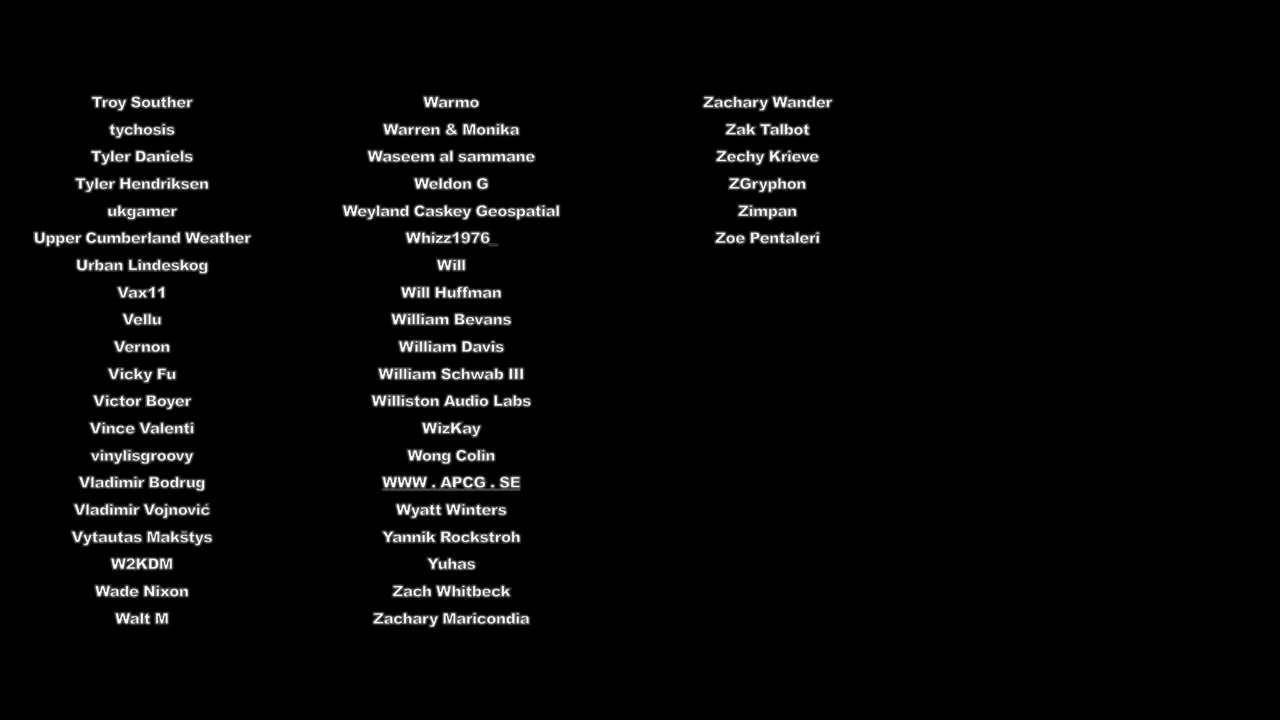 Troy Souther
tychosis
Tyler Daniels
Tyler Hendriksen
ukgamer
Upper Cumberland Weather
Urban Lindeskog
Vax11
Vellu
Vernon
Vicky Fu
Victor Boyer
Vince Valenti
vinylisgroovy
Vladimir Bodrug
Vladimir Vojnović
Vytautas Makštys
W2KDM
Wade Nixon
Walt M
Warmo
Warren & Monika
Waseem al sammane
Weldon G
Weyland Caskey Geospatial
Whizz1976_
Will
Will Huffman
William Bevans
William Davis
William Schwab III
Williston Audio Labs
WizKay
Wong Colin
WWW . APCG . SE
Wyatt Winters
Yannik Rockstroh
Yuhas
Zach Whitbeck
Zachary Maricondia
Zachary Wander
Zak Talbot
Zechy Krieve
ZGryphon
Zimpan
Zoe Pentaleri